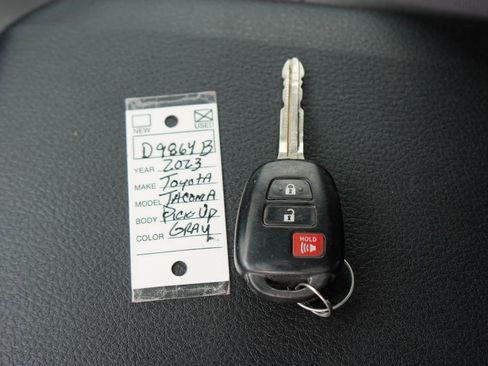 NEW USED
D9864B
YEAR 2023
MAKE TOYOTA
MODEL TACOMA
BODY PICK-UP
COLOR GRAY
HOLD